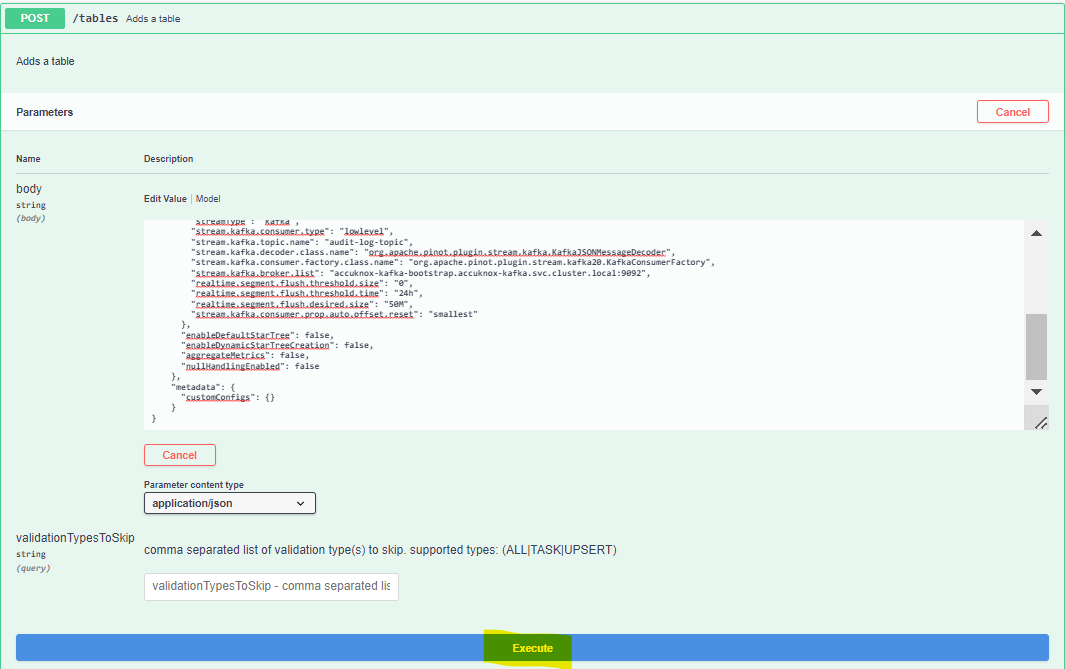 POST /tables Adds a table
Adds a table
Parameters Cancel
Name Description
body
string
(body)
Edit Value | Model
"streamType": "kafka",
"stream.kafka.consumer.type": "lowlevel",
"stream.kafka.topic.name": "audit-log-topic",
"stream.kafka.decoder.class.name": "org.apache.pinot.plugin.stream.kafka.KafkaJSONMessageDecoder",
"stream.kafka.consumer.factory.class.name": "org.apache.pinot.plugin.stream.kafka20.KafkaConsumerFactory",
"stream.kafka.broker.list": "accuknox-kafka-bootstrap.accuknox-kafka.svc.cluster.local:9092",
"realtime.segment.flush.threshold.size": "0",
"realtime.segment.flush.threshold.time": "24h",
"realtime.segment.flush.desired.size": "50M",
"stream.kafka.consumer.prop.auto.offset.reset": "smallest"
},
"enableDefaultStarTree": false,
"enableDynamicStarTreeCreation": false,
"aggregateMetrics": false,
"nullHandlingEnabled": false
},
"metadata": {
"customConfigs": {}
}
}
Cancel
Parameter content type
application/json
validationTypesToSkip
string
(query)
comma separated list of validation type(s) to skip. supported types: (ALL|TASK|UPSERT)
validationTypesToSkip - comma separated lis
Execute